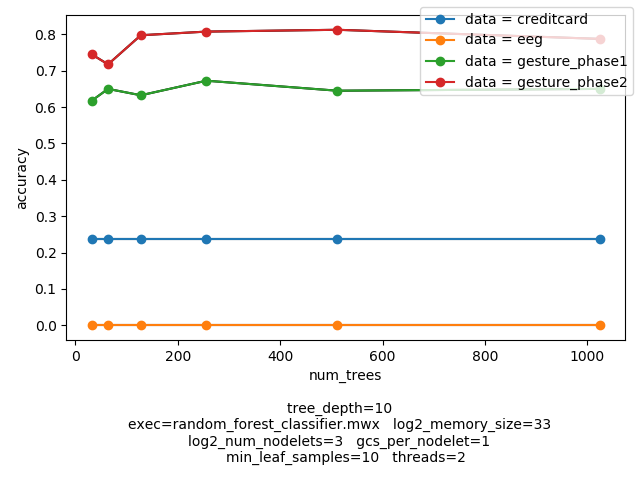 data = creditcard
data = eeg
data = gesture_phase1
data = gesture_phase2
accuracy
0.8
0.7
0.6
0.5
0.4
0.3
0.2
0.1
0.0
0 200 400 600 800 1000
num_trees
tree_depth=10
exec=random_forest_classifier.mwx log2_memory_size=33
log2_num_nodelets=3 gcs_per_nodelet=1
min_leaf_samples=10 threads=2